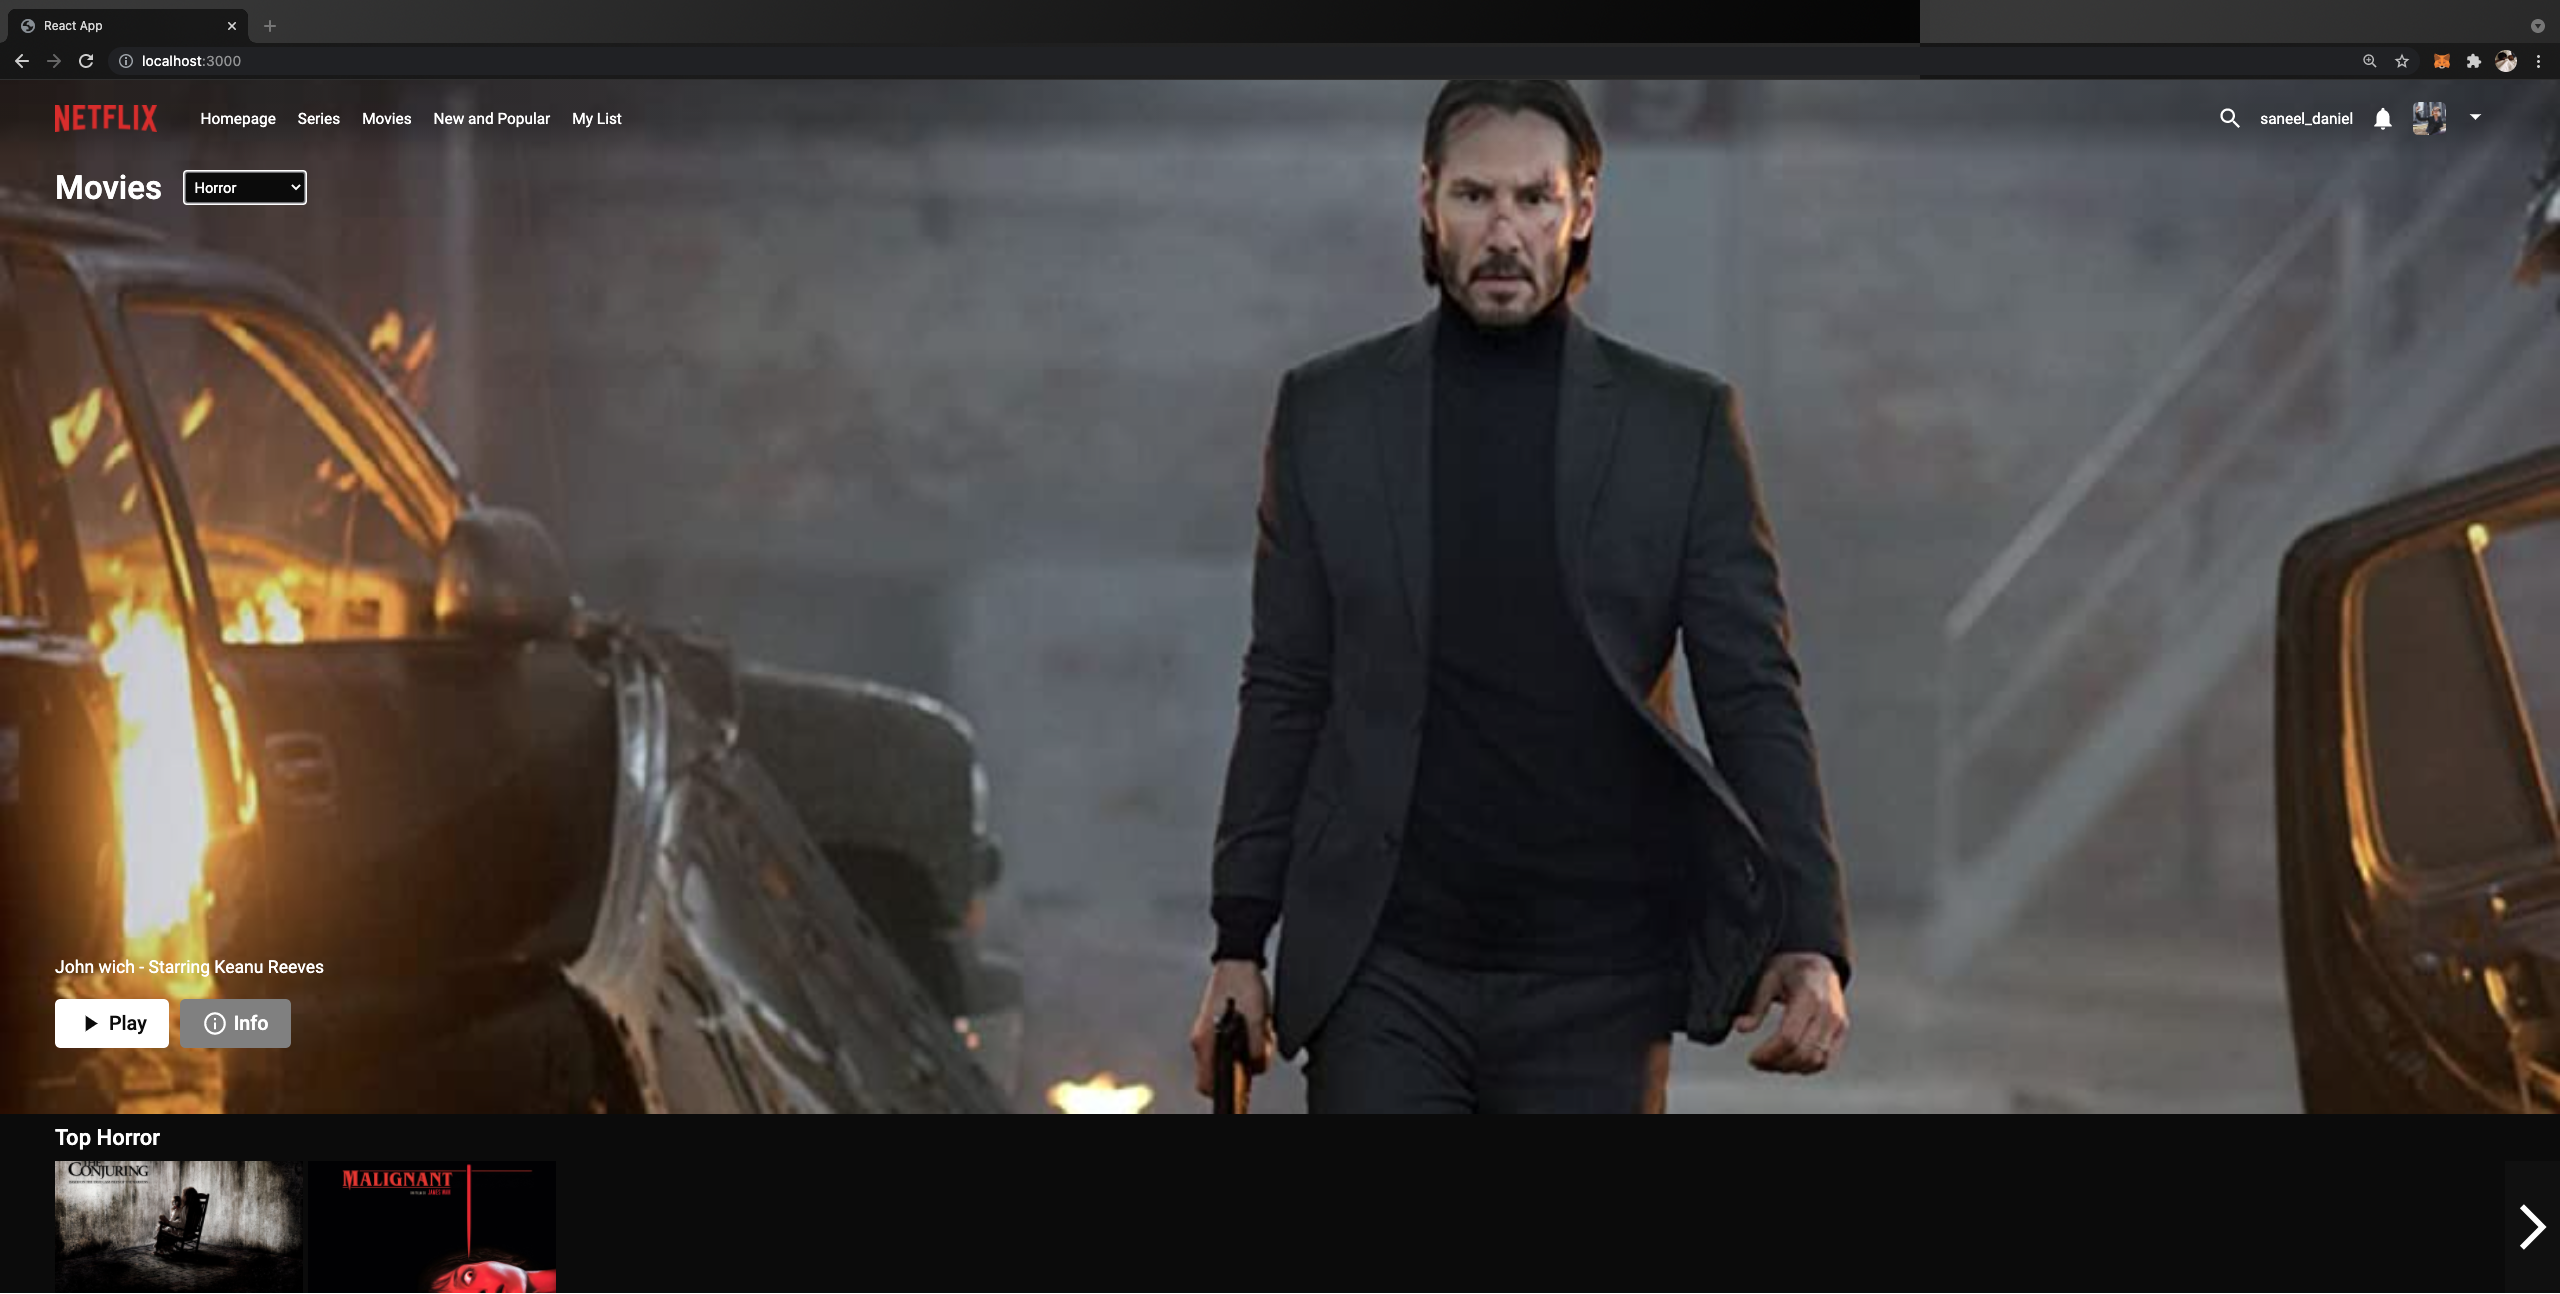 React App
localhost:3000
NETFLIX Homepage Series Movies New and Popular My List saneel_daniel
Movies Horror
John wich - Starring Keanu Reeves
Play Info
Top Horror
THE CONJURING
MALIGNANT